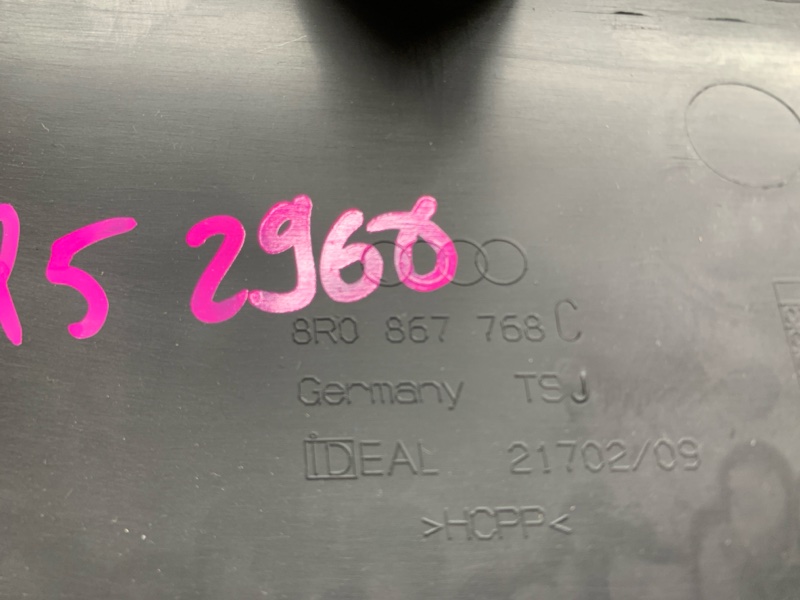 5 2960
8R0 867 768 C
Germany TSJ
IDEAL 21702/09
>HCPP<